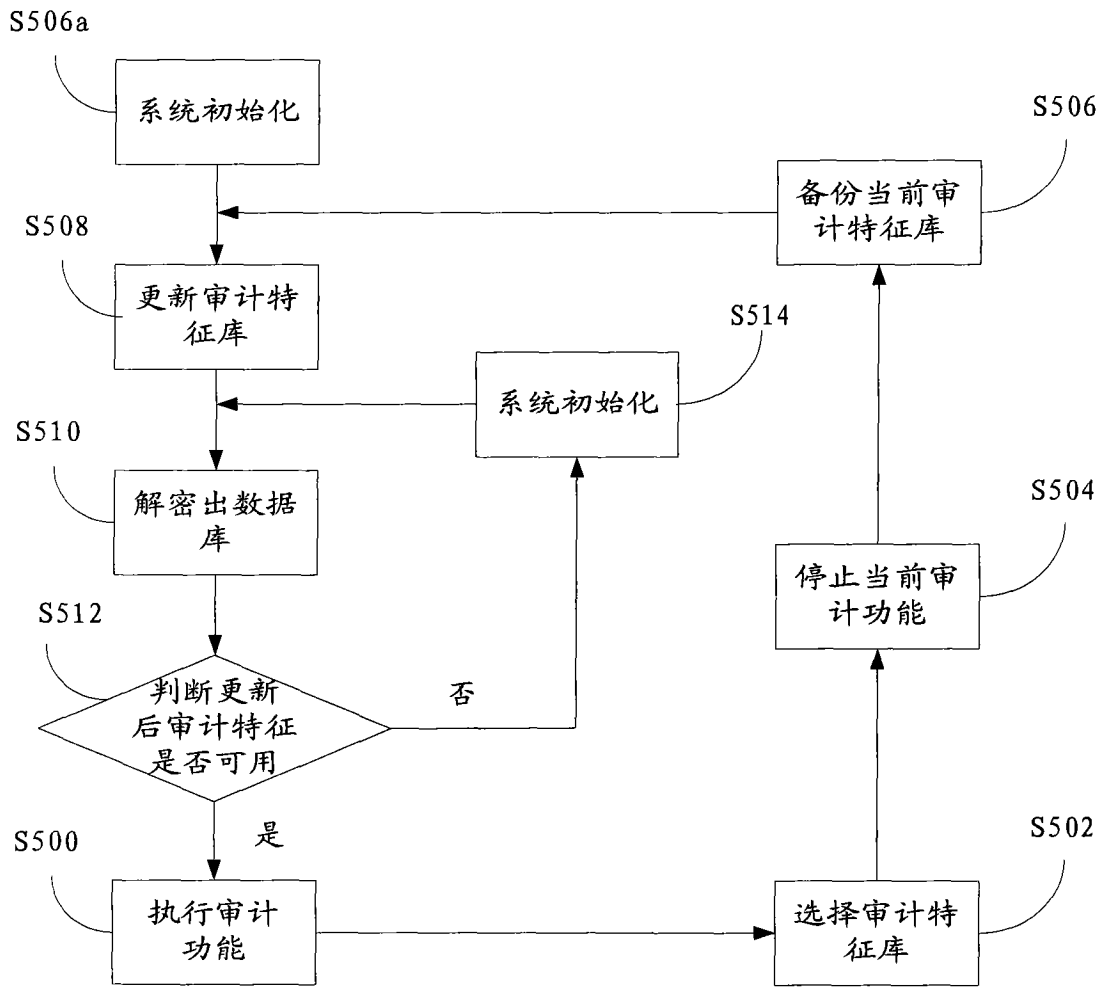 S506a
系统初始化
S506
备份当前审
计特征库
S508
更新审计特
征库
S514
系统初始化
S510
解密出数据
库
S504
停止当前审
计功能
S512
判断更新
后审计特征
是否可用
否
是
S500
执行审计
功能
S502
选择审计特
征库